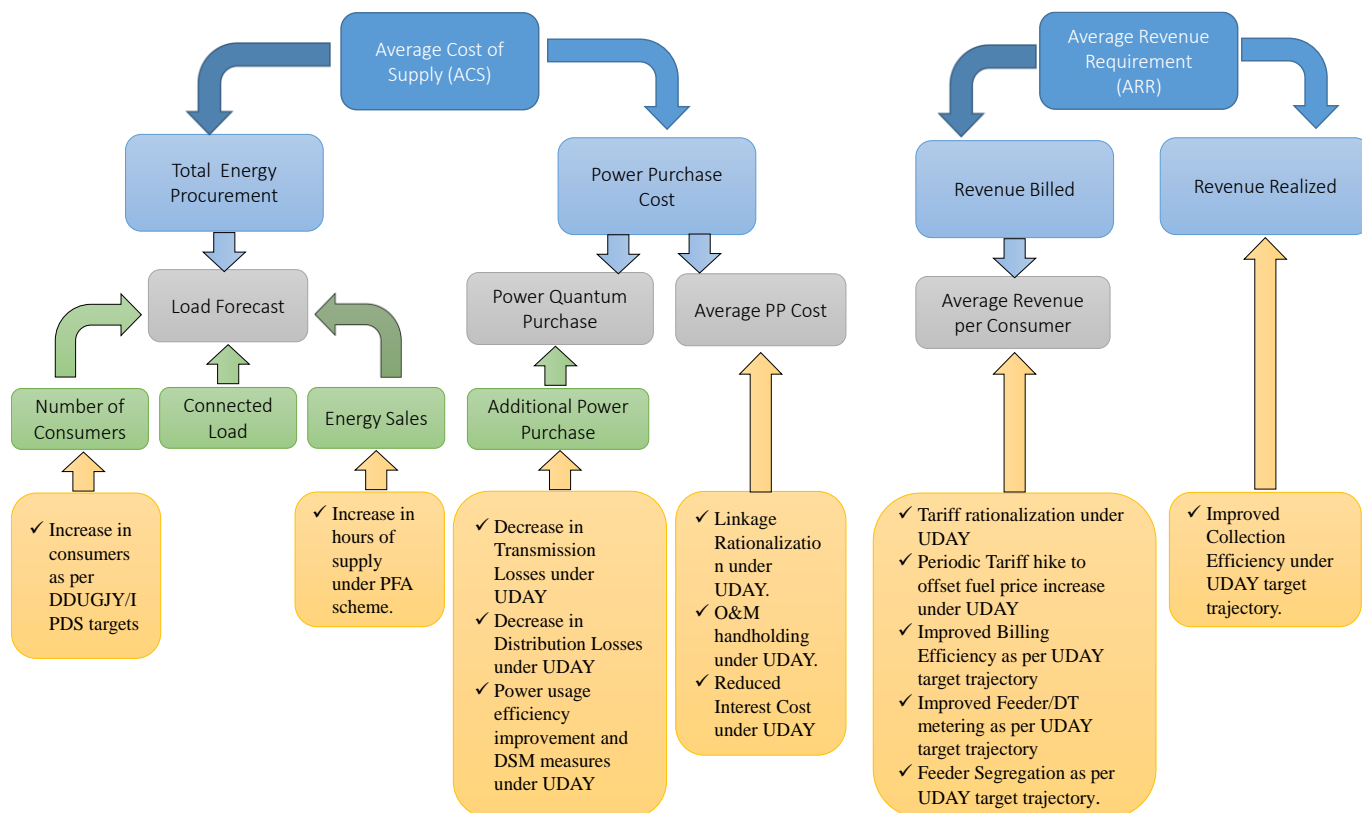 Average Cost of
Supply (ACS)
Average Revenue
Requirement
(ARR)
Total Energy
Procurement
Power Purchase
Cost
Revenue Billed
Revenue Realized
Load Forecast
Power Quantum
Purchase
Average PP Cost
Average Revenue
per Consumer
Number of
Consumers
Connected
Load
Energy Sales
Additional Power
Purchase
✓ Increase in
consumers
as per
DDUGJY/I
PDS targets
✓ Increase in
hours of
supply
under PFA
scheme.
✓ Decrease in
Transmission
Losses under
UDAY
✓ Decrease in
Distribution Losses
under UDAY
✓ Power usage
efficiency
improvement and
DSM measures
under UDAY
✓ Linkage
Rationalizatio
n under
UDAY.
✓ O&M
handholding
under UDAY.
✓ Reduced
Interest Cost
under UDAY
✓ Tariff rationalization under
UDAY
✓ Periodic Tariff hike to
offset fuel price increase
under UDAY
✓ Improved Billing
Efficiency as per UDAY
target trajectory
✓ Improved Feeder/DT
metering as per UDAY
target trajectory
✓ Feeder Segregation as per
UDAY target trajectory.
✓ Improved
Collection
Efficiency under
UDAY target
trajectory.